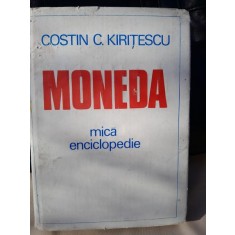 COSTIN C. KIRIȚESCU
MONEDA
mica
enciclopedie